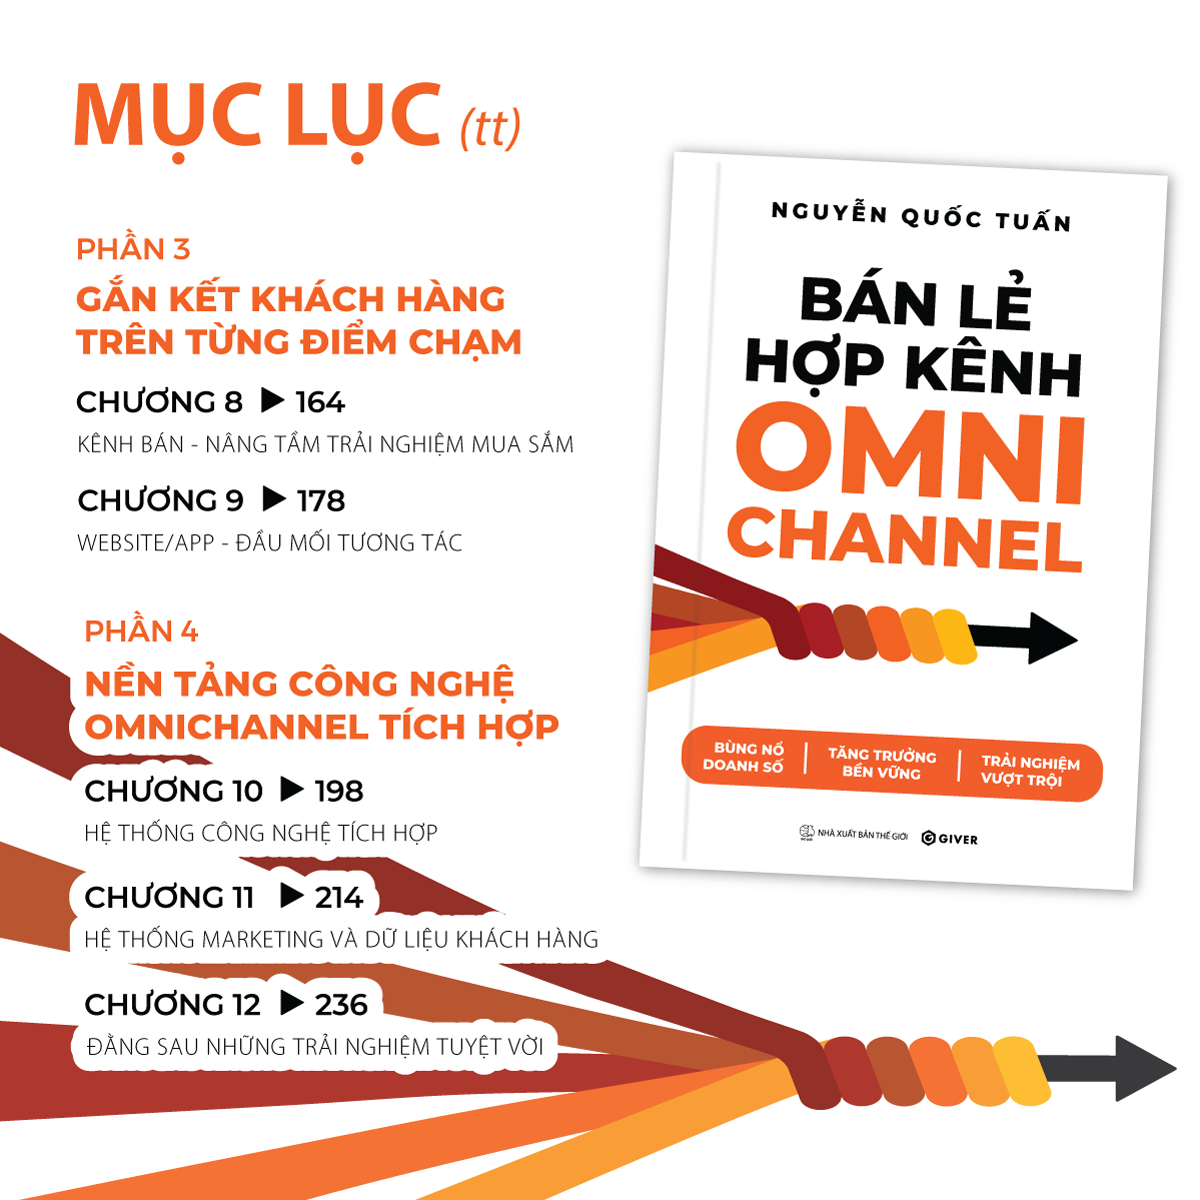 MỤC LỤC (tt)
PHẦN 3
GẮN KẾT KHÁCH HÀNG
TRÊN TỪNG ĐIỂM CHẠM
CHƯƠNG 8 ▶ 164
KÊNH BÁN - NÂNG TẦM TRẢI NGHIỆM MUA SẮM
CHƯƠNG 9 ▶ 178
WEBSITE/APP - ĐẦU MỐI TƯƠNG TÁC
PHẦN 4
NỀN TẢNG CÔNG NGHỆ
OMNICHANNEL TÍCH HỢP
CHƯƠNG 10 ▶ 198
HỆ THỐNG CÔNG NGHỆ TÍCH HỢP
CHƯƠNG 11 ▶ 214
HỆ THỐNG MARKETING VÀ DỮ LIỆU KHÁCH HÀNG
CHƯƠNG 12 ▶ 236
ĐẰNG SAU NHỮNG TRẢI NGHIỆM TUYỆT VỜI
NGUYỄN QUỐC TUẤN
BÁN LẺ
HỢP KÊNH
OMNI
CHANNEL
BÙNG NỔ
DOANH SỐ
TĂNG TRƯỞNG
BỀN VỮNG
TRẢI NGHIỆM
VƯỢT TRỘI
NHÀ XUẤT BẢN THẾ GIỚI
GIVER